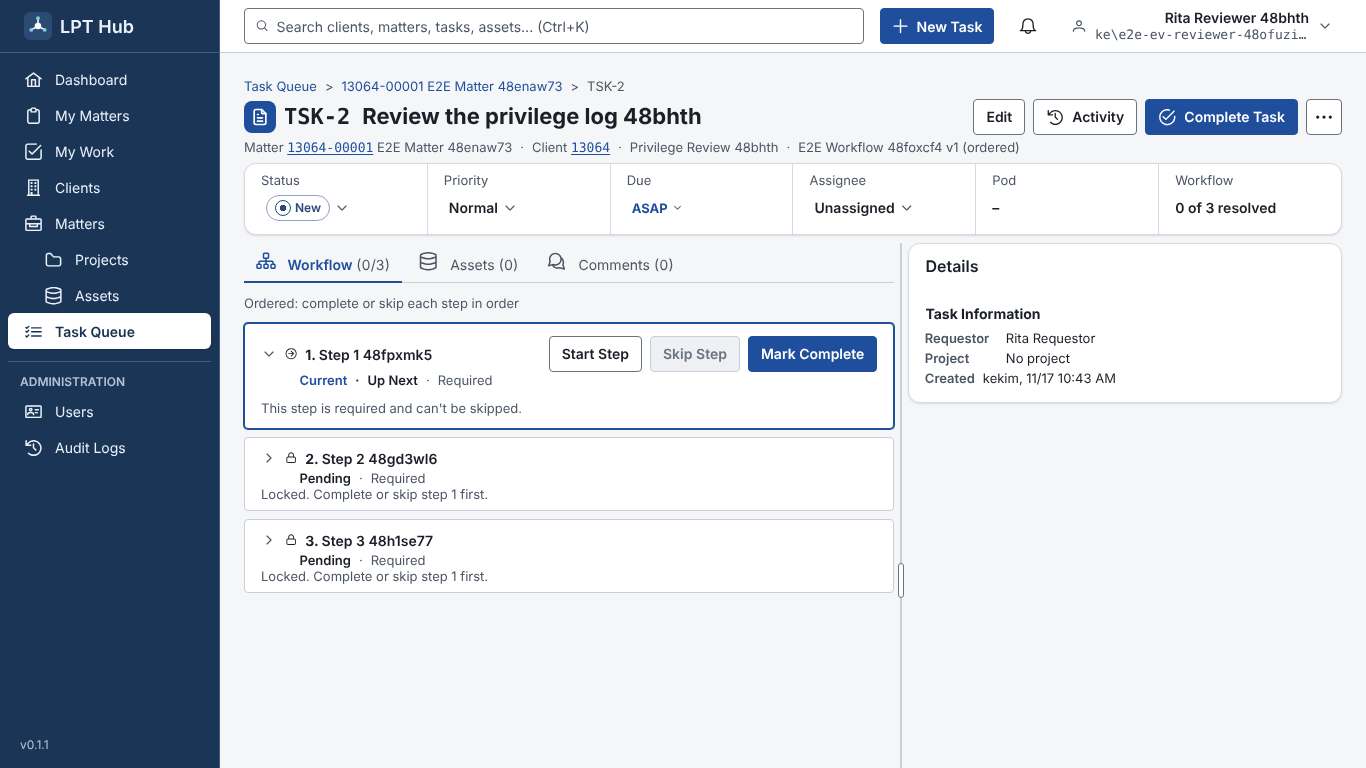 LPT Hub
Search clients, matters, tasks, assets... (Ctrl+K)
New Task
Rita Reviewer 48bhth
ke\e2e-ev-reviewer-48ofuzi…
Dashboard
My Matters
My Work
Clients
Matters
Projects
Assets
Task Queue
ADMINISTRATION
Users
Audit Logs
v0.1.1
Task Queue > 13064-00001 E2E Matter 48enaw73 > TSK-2
TSK-2 Review the privilege log 48bhth
Edit
Activity
Complete Task
Matter 13064-00001 E2E Matter 48enaw73 · Client 13064 · Privilege Review 48bhth · E2E Workflow 48foxcf4 v1 (ordered)
Status
New
Priority
Normal
Due
ASAP
Assignee
Unassigned
Pod
–
Workflow
0 of 3 resolved
Workflow (0/3)
Assets (0)
Comments (0)
Ordered: complete or skip each step in order
1. Step 1 48fpxmk5
Start Step
Skip Step
Mark Complete
Current · Up Next · Required
This step is required and can't be skipped.
2. Step 2 48gd3wl6
Pending · Required
Locked. Complete or skip step 1 first.
3. Step 3 48h1se77
Pending · Required
Locked. Complete or skip step 1 first.
Details
Task Information
Requestor Rita Requestor
Project No project
Created kekim, 11/17 10:43 AM